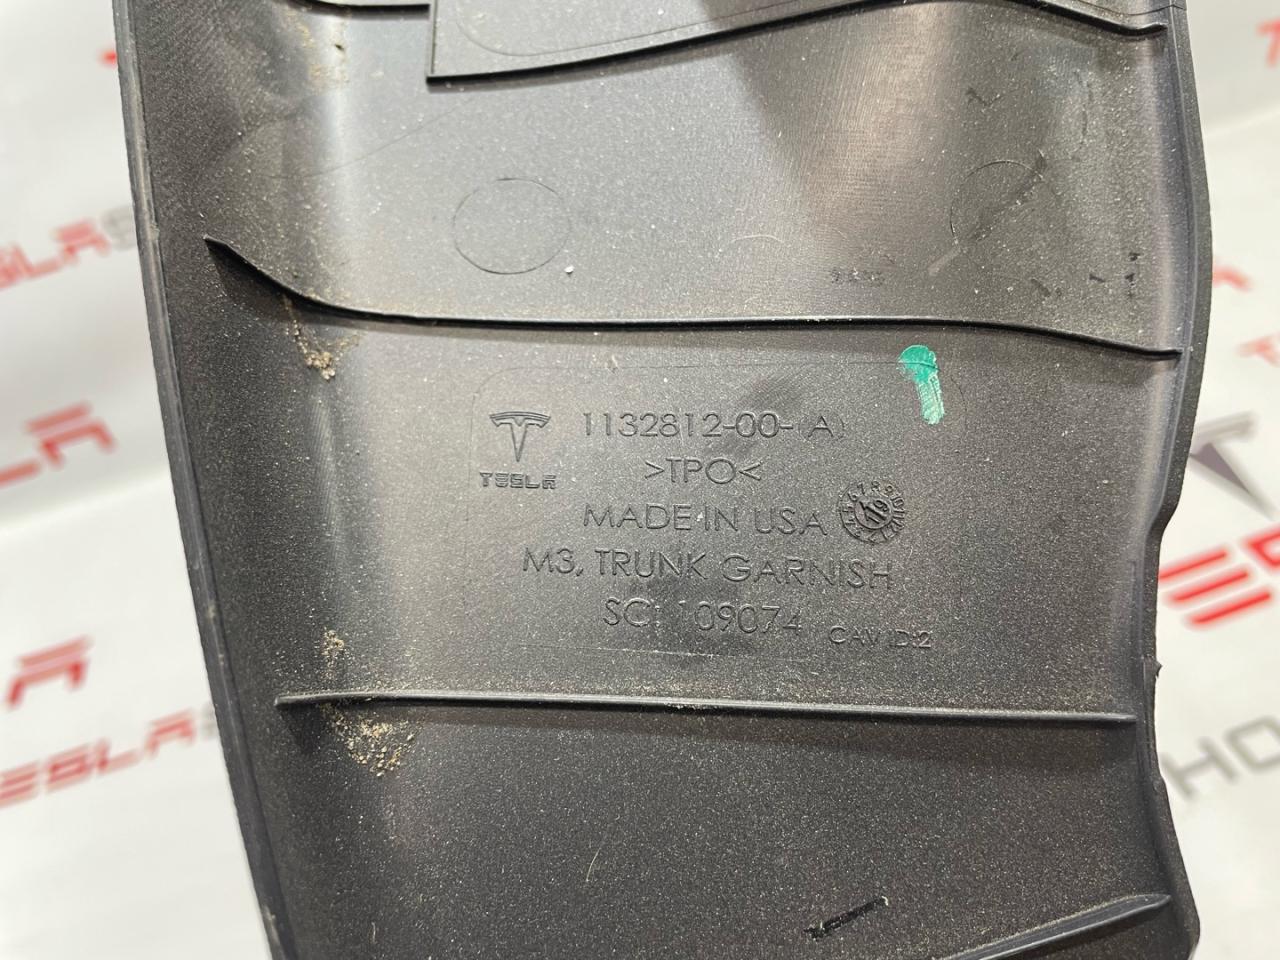 1132812-00-(A)
TESLA
>TPO<
MADE IN USA
M3, TRUNK GARNISH
SC: 109074
CAV ID:2